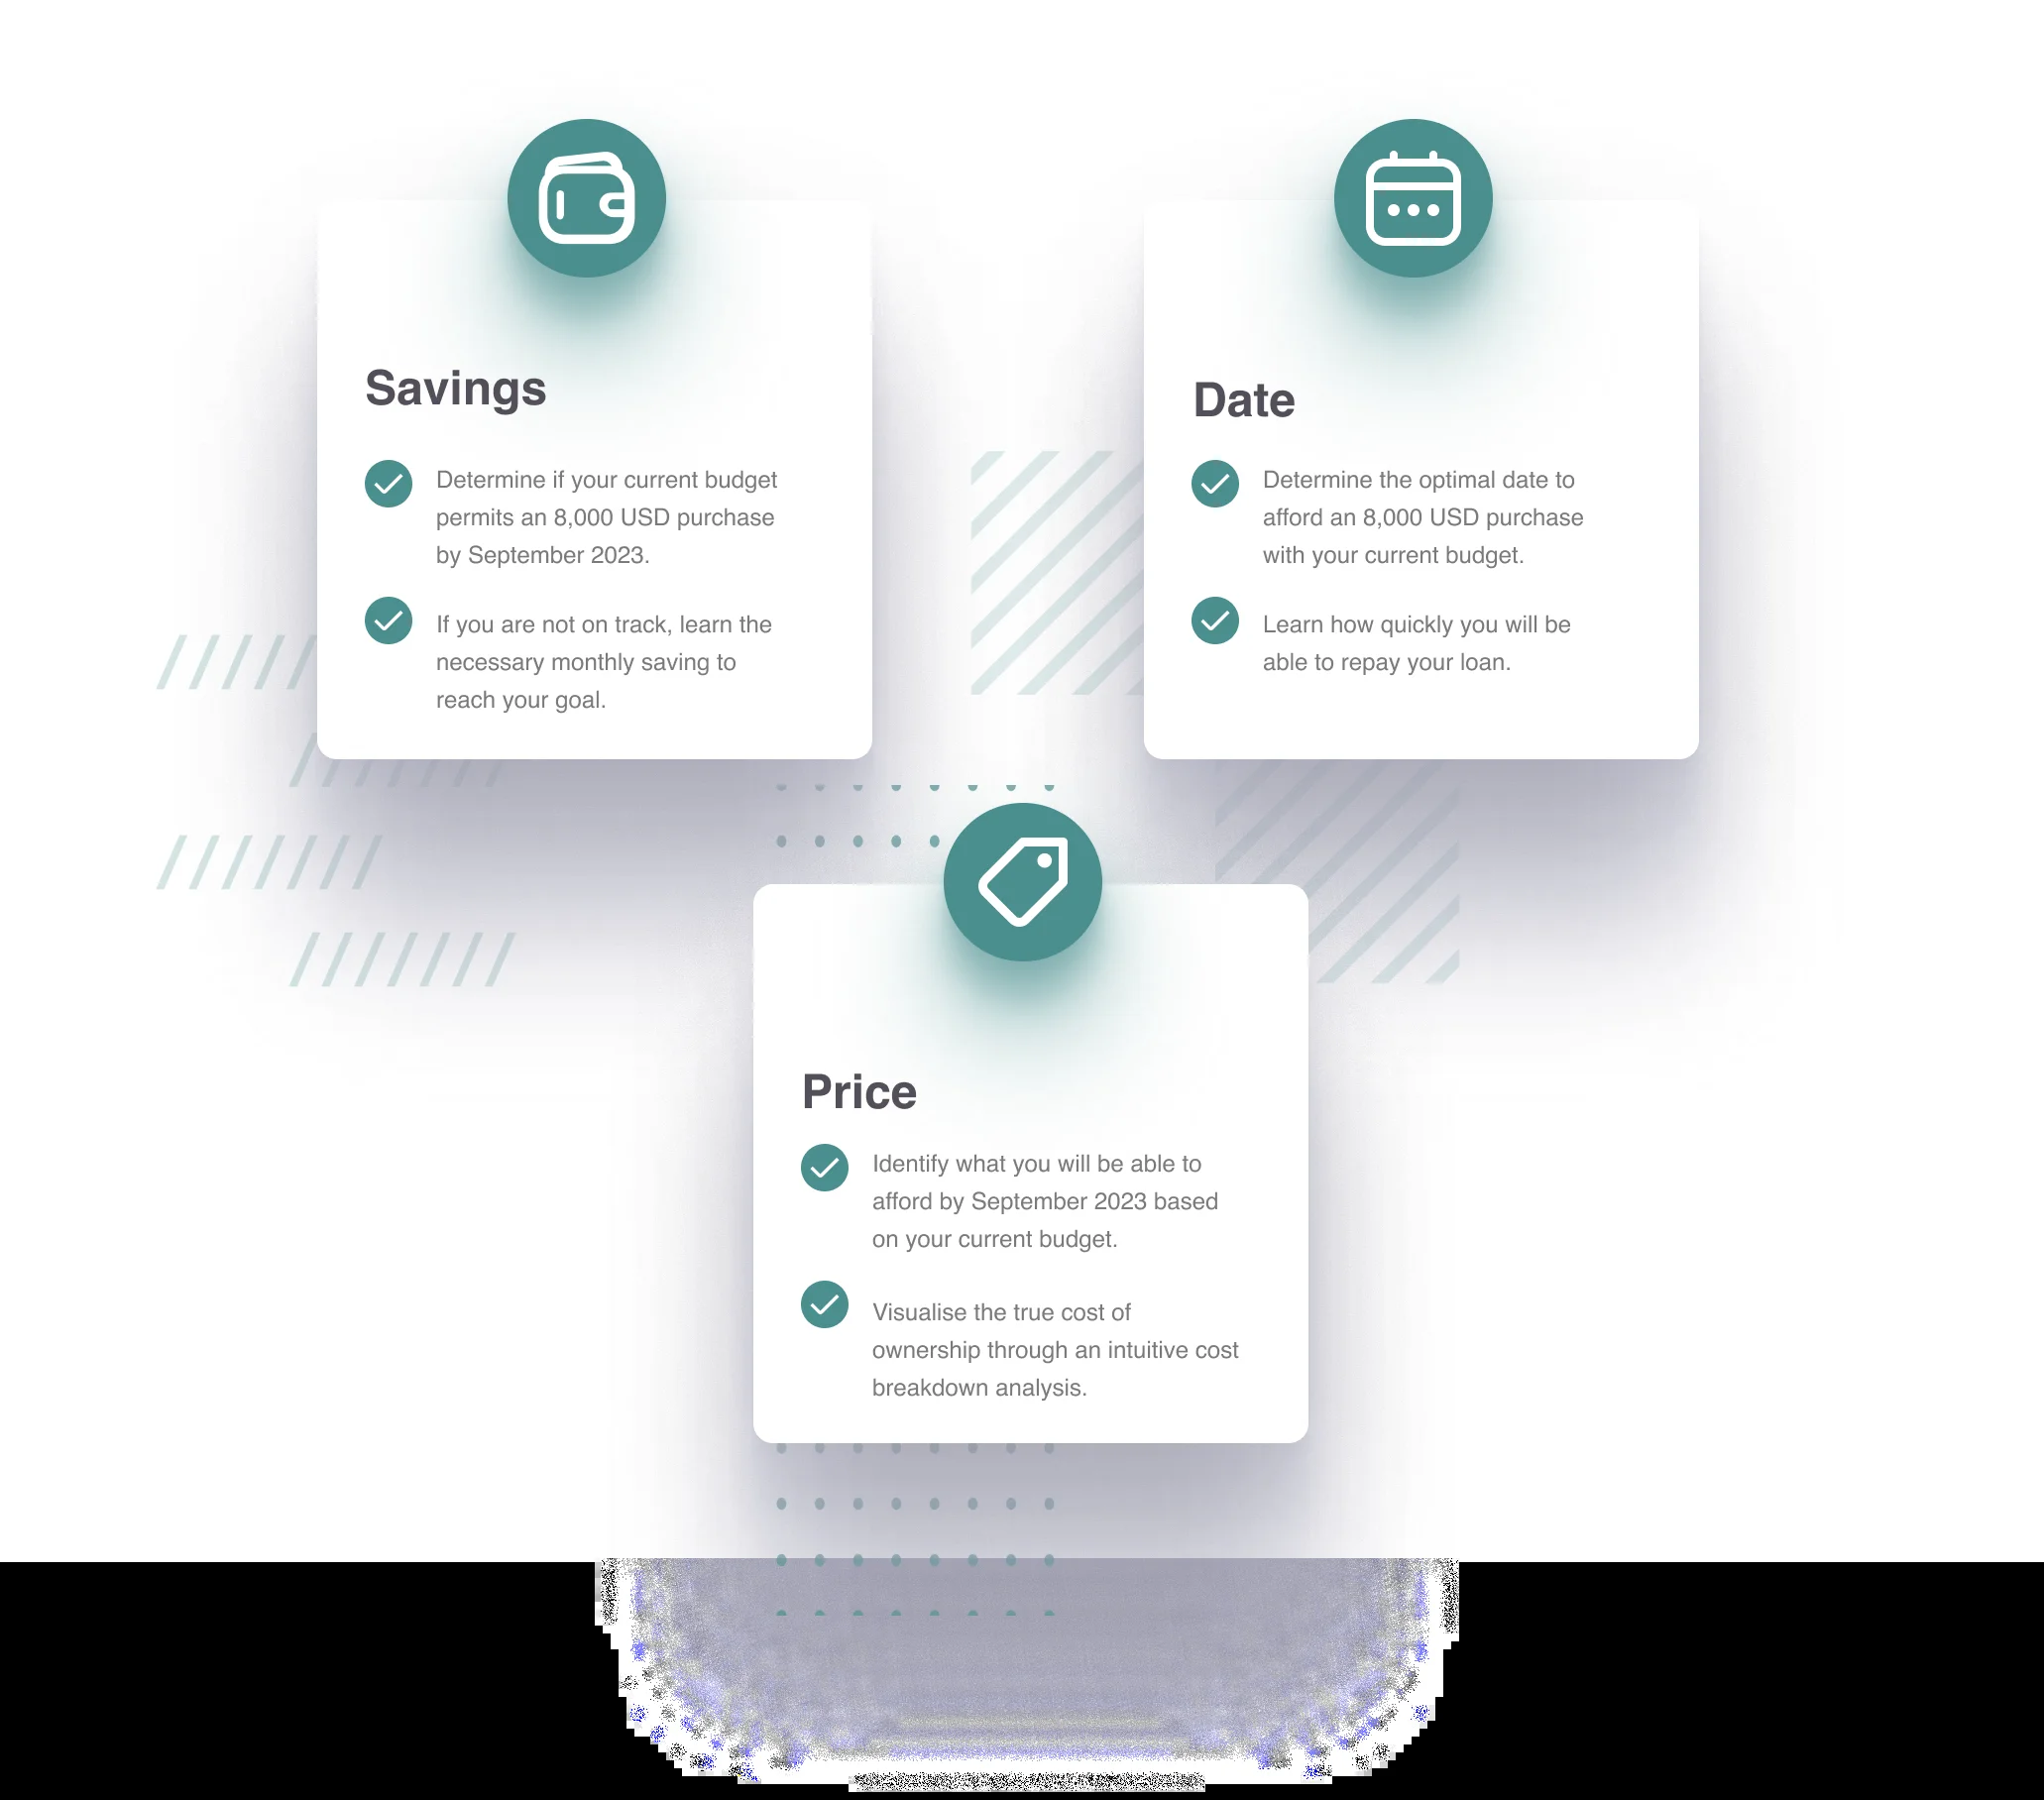 Savings
Determine if your current budget
permits an 8,000 USD purchase
by September 2023.
If you are not on track, learn the
necessary monthly saving to
reach your goal.
Date
Determine the optimal date to
afford an 8,000 USD purchase
with your current budget.
Learn how quickly you will be
able to repay your loan.
Price
Identify what you will be able to
afford by September 2023 based
on your current budget.
Visualise the true cost of
ownership through an intuitive cost
breakdown analysis.